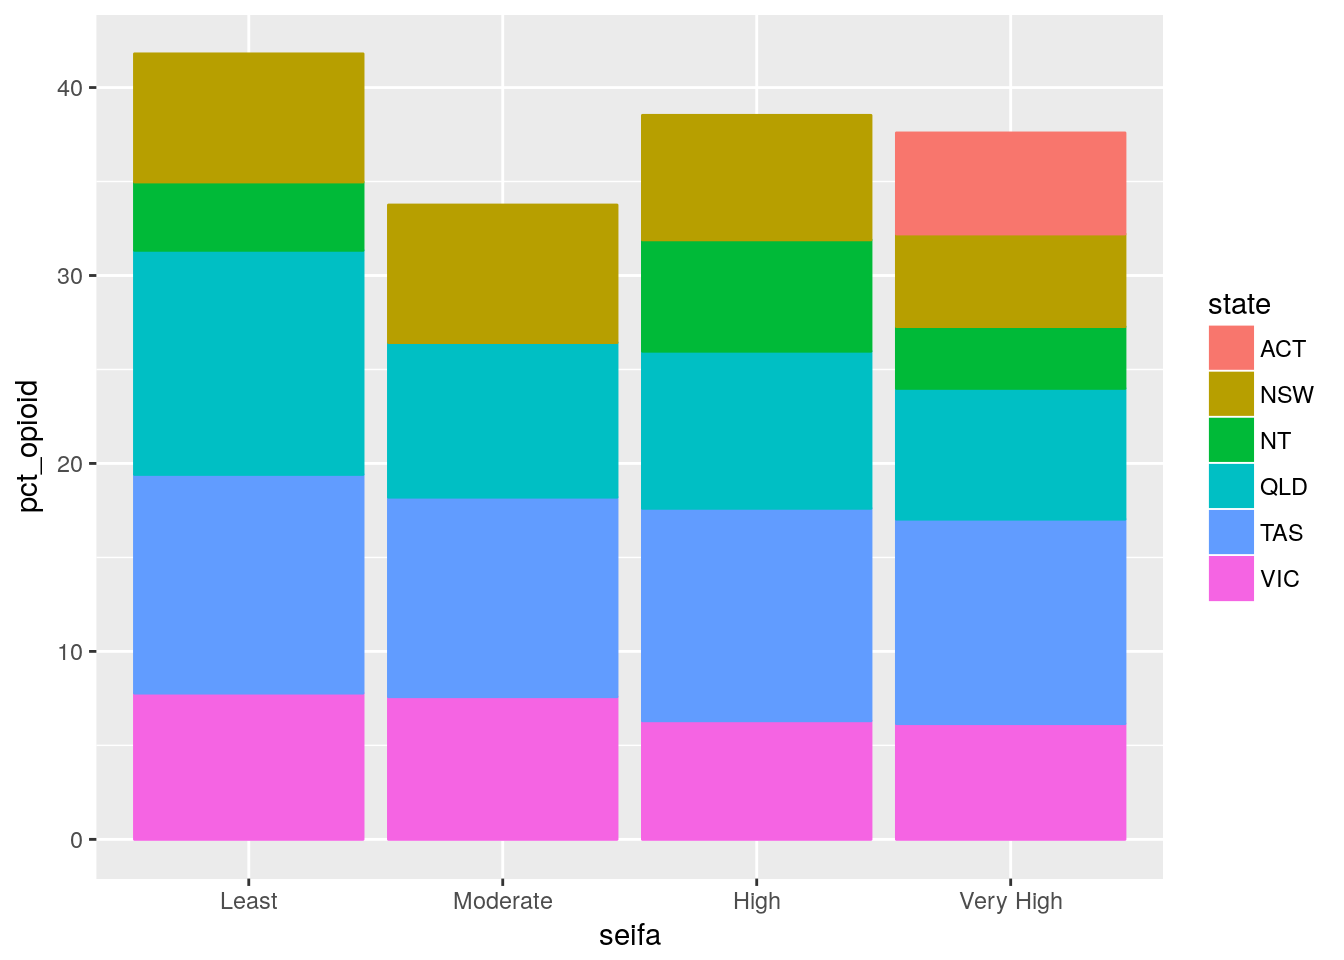 40
30
20
10
0
pct_opioid
Least Moderate High Very High
seifa
state
ACT
NSW
NT
QLD
TAS
VIC